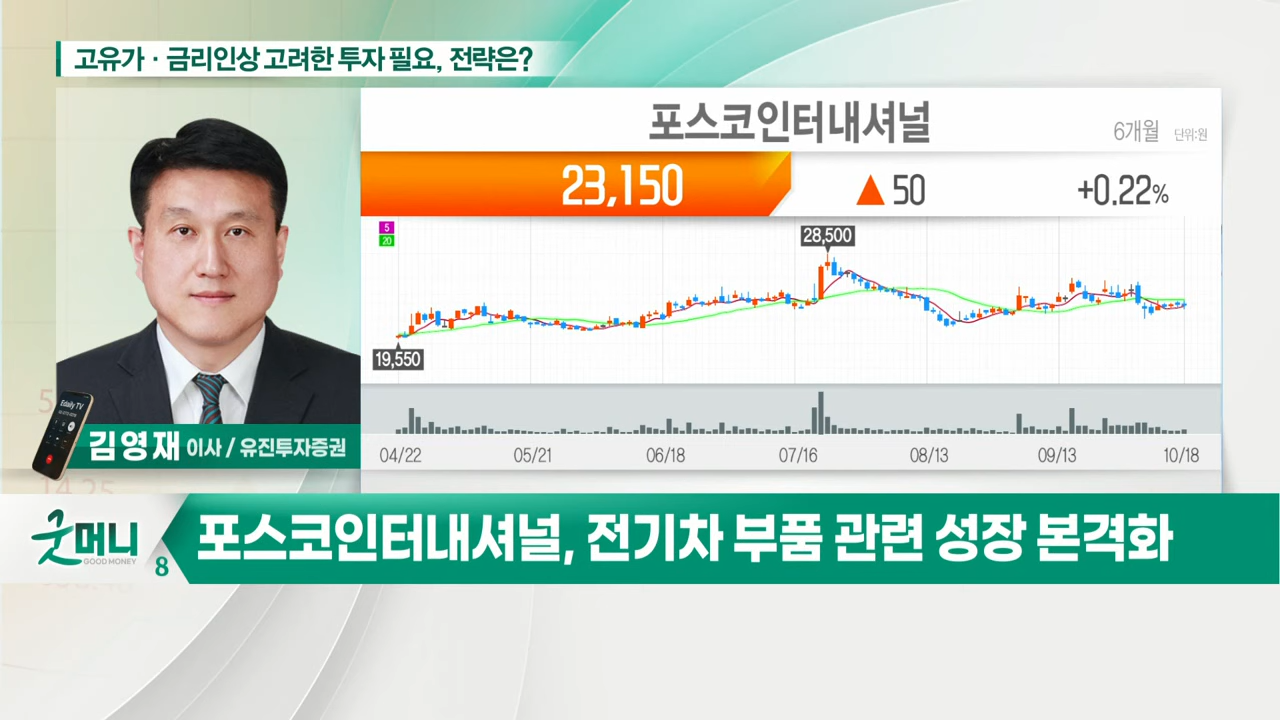 고유가 · 금리인상 고려한 투자 필요, 전략은?
포스코인터내셔널
6개월 단위:원
23,150 ▲50 +0.22%
5
20
28,500
19,550
04/22 05/21 06/18 07/16 08/13 09/13 10/18
Edaily TV
김영재 이사 / 유진투자증권
굿머니
GOOD MONEY
8
포스코인터내셔널, 전기차 부품 관련 성장 본격화